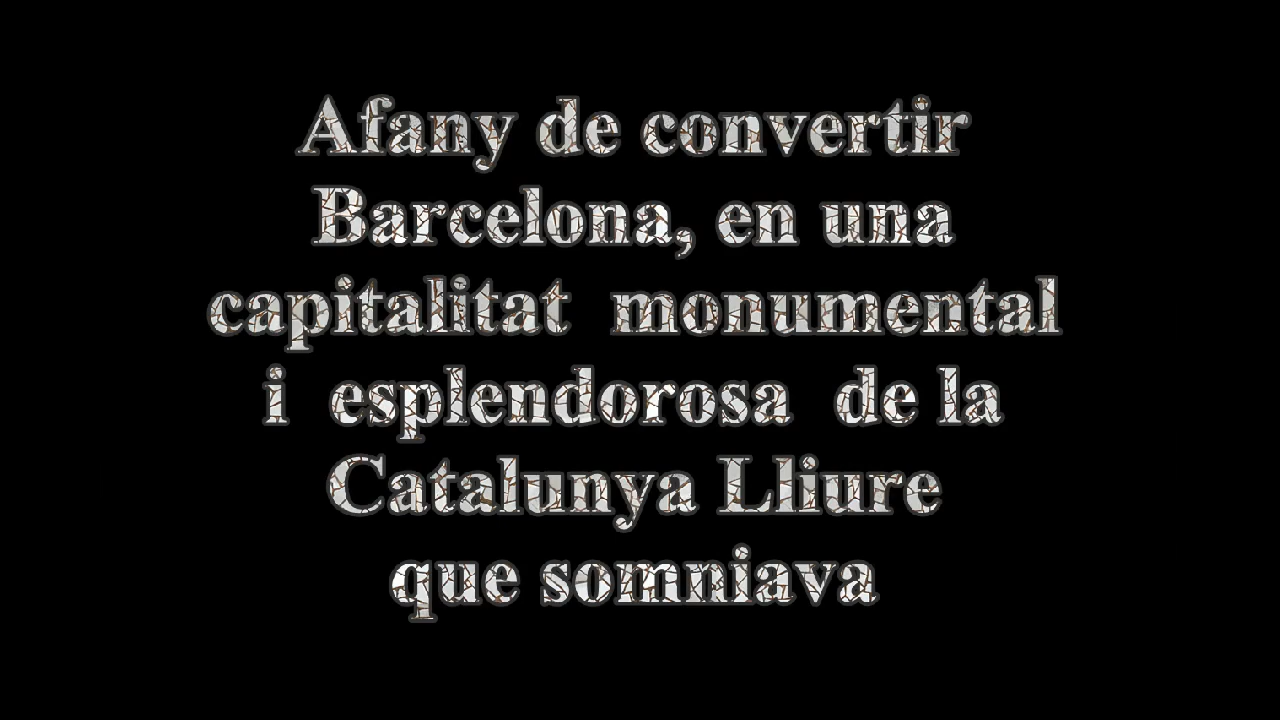 Afany de convertir
Barcelona, en una
capitalitat monumental
i esplendorosa de la
Catalunya Lliure
que somniava